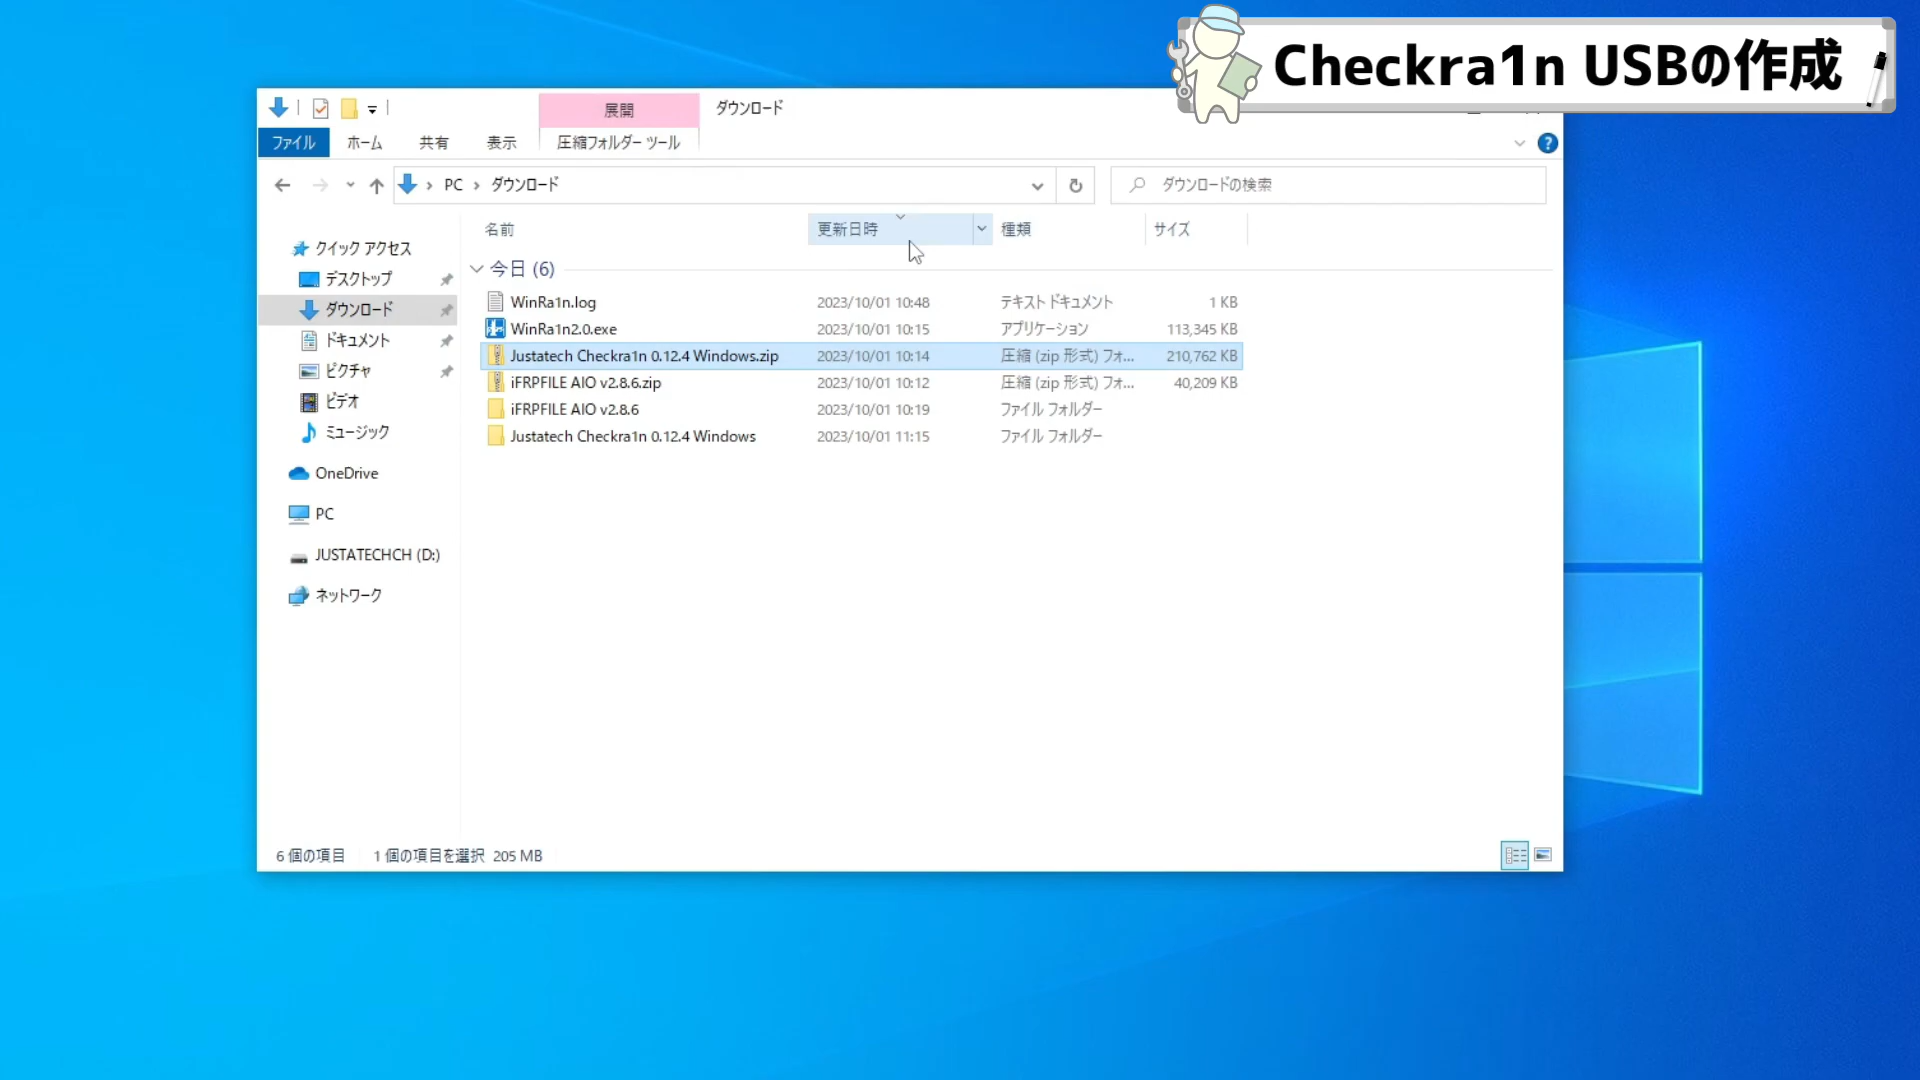 Checkra1n USBの作成
展開
ダウンロード
ファイル
ホーム
共有
表示
圧縮フォルダー ツール
PC
ダウンロード
ダウンロードの検索
名前
更新日時
種類
サイズ
クイック アクセス
デスクトップ
ダウンロード
ドキュメント
ピクチャ
ビデオ
ミュージック
OneDrive
PC
JUSTATECHCH (D:)
ネットワーク
今日 (6)
WinRa1n.log 2023/10/01 10:48 テキスト ドキュメント 1 KB
WinRa1n2.0.exe 2023/10/01 10:15 アプリケーション 113,345 KB
Justatech Checkra1n 0.12.4 Windows.zip 2023/10/01 10:14 圧縮 (zip 形式) フォ... 210,762 KB
iFRPFILE AIO v2.8.6.zip 2023/10/01 10:12 圧縮 (zip 形式) フォ... 40,209 KB
iFRPFILE AIO v2.8.6 2023/10/01 10:19 ファイル フォルダー
Justatech Checkra1n 0.12.4 Windows 2023/10/01 11:15 ファイル フォルダー
6 個の項目
1 個の項目を選択 205 MB